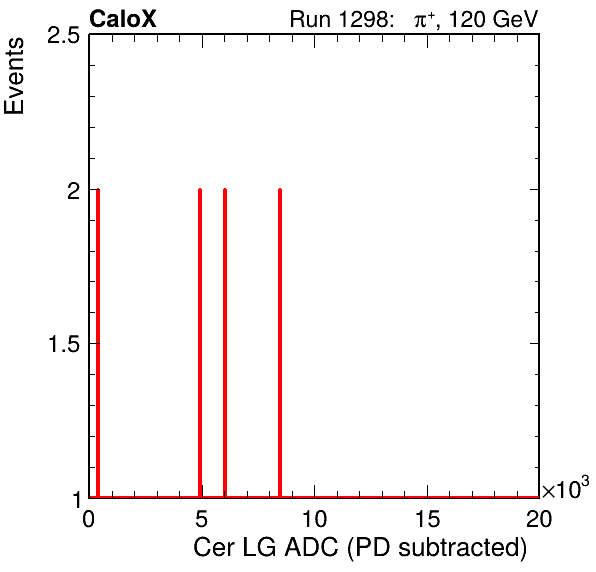 CaloX Run 1298: π⁺, 120 GeV
Events
2.5
2
1.5
1
0 5 10 15 20
×10³
Cer LG ADC (PD subtracted)